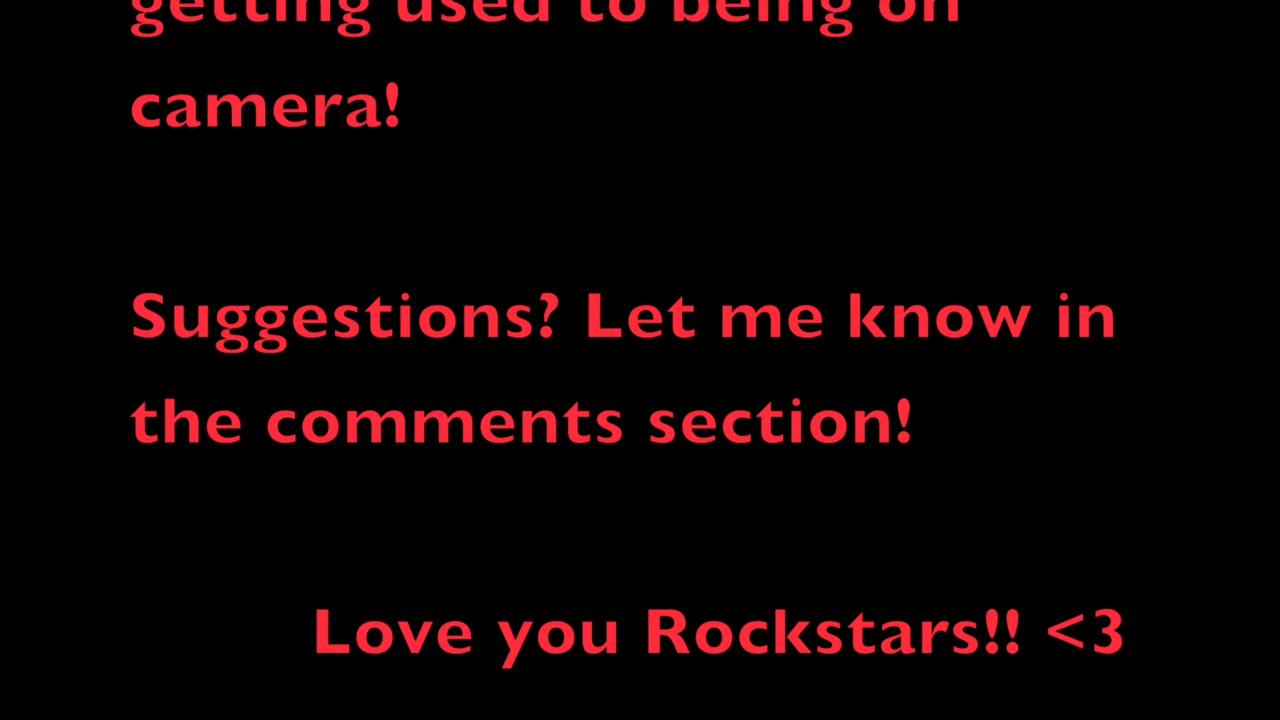 getting used to being on
camera!
Suggestions? Let me know in
the comments section!
Love you Rockstars!! <3